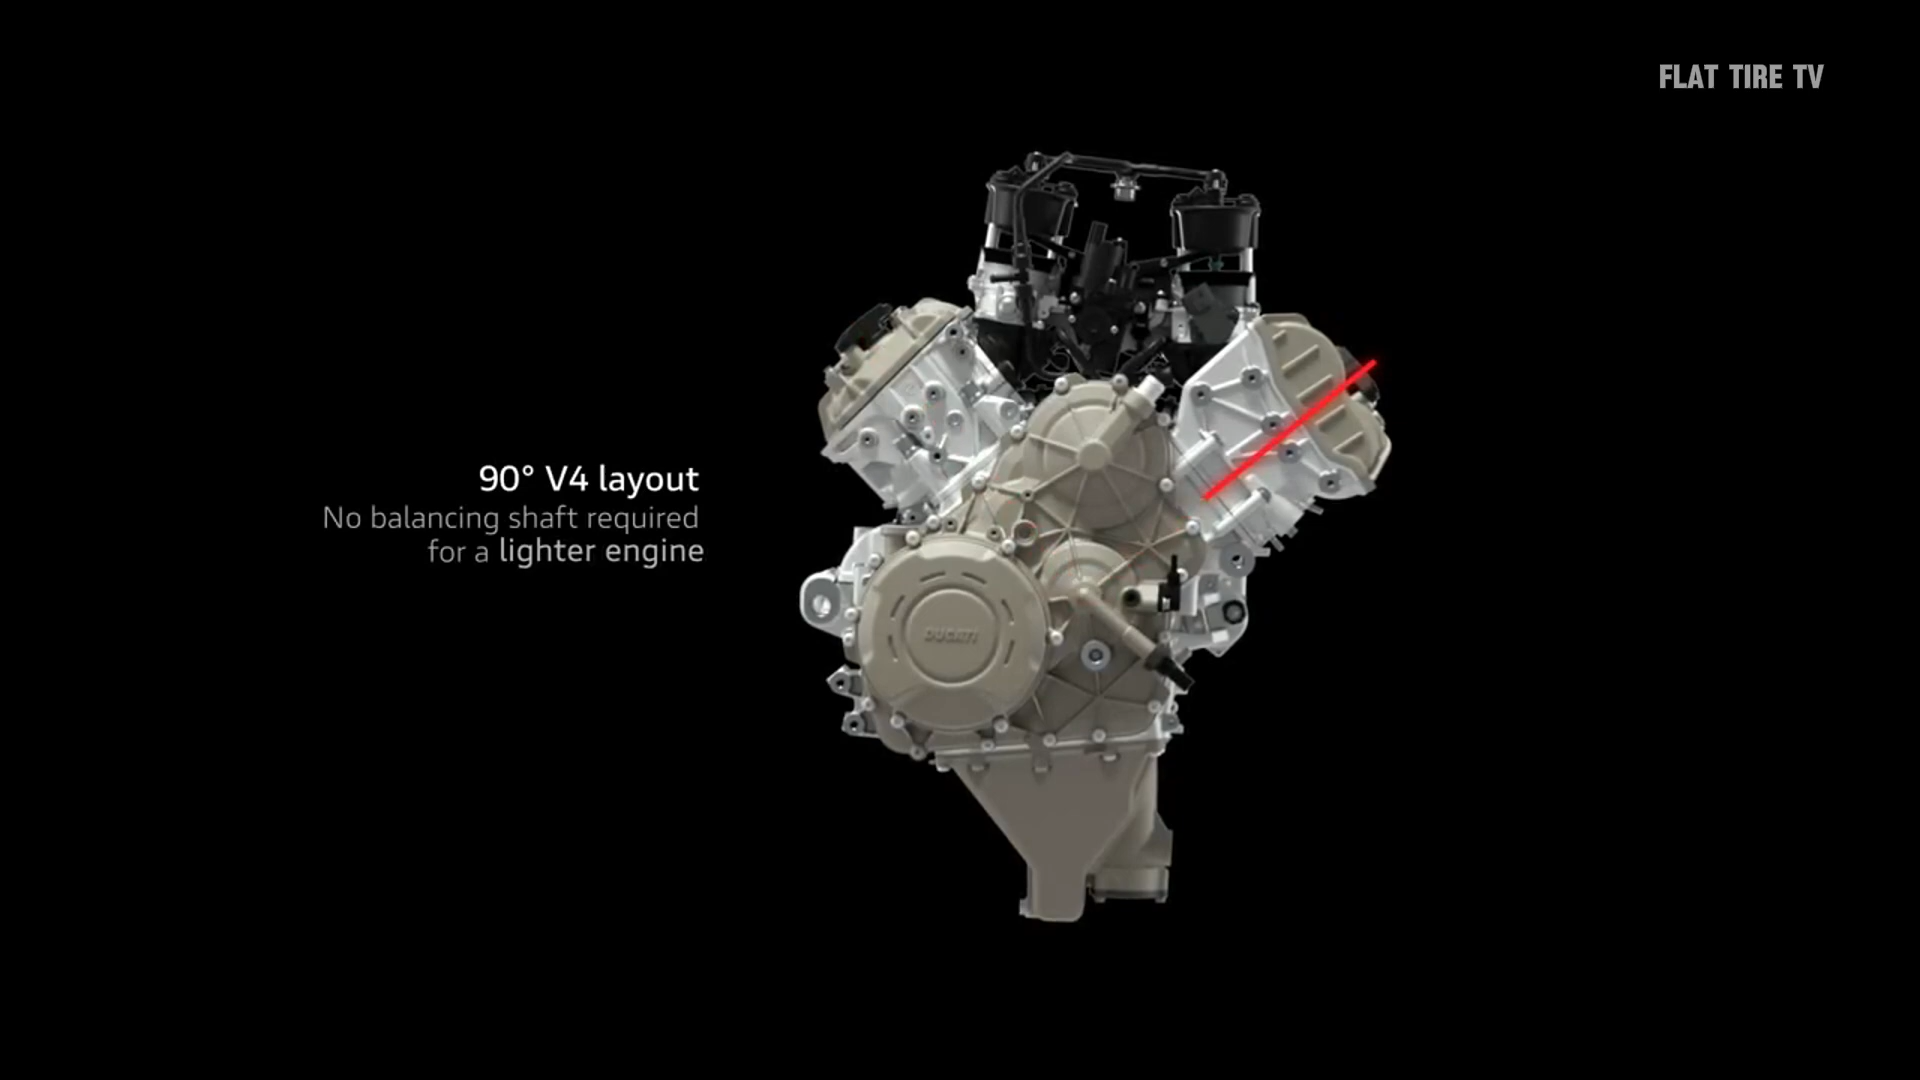 FLAT TIRE TV
90° V4 layout
No balancing shaft required
for a lighter engine
DUCATI